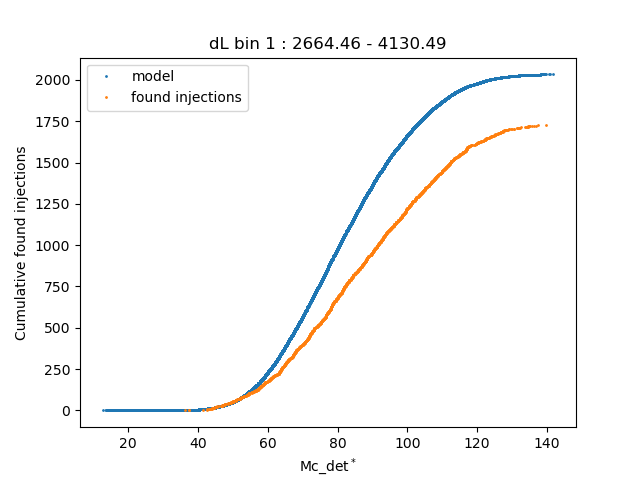 dL bin 1 : 2664.46 - 4130.49
model
found injections
Cumulative found injections
2000
1750
1500
1250
1000
750
500
250
0
20 40 60 80 100 120 140
Mc_det*